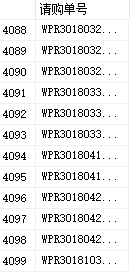 请购单号
4088 WPR3018032...
4089 WPR3018032...
4090 WPR3018032...
4091 WPR3018033...
4092 WPR3018033...
4093 WPR3018033...
4094 WPR3018041...
4095 WPR3018041...
4096 WPR3018042...
4097 WPR3018042...
4098 WPR3018042...
4099 WPR3018103...